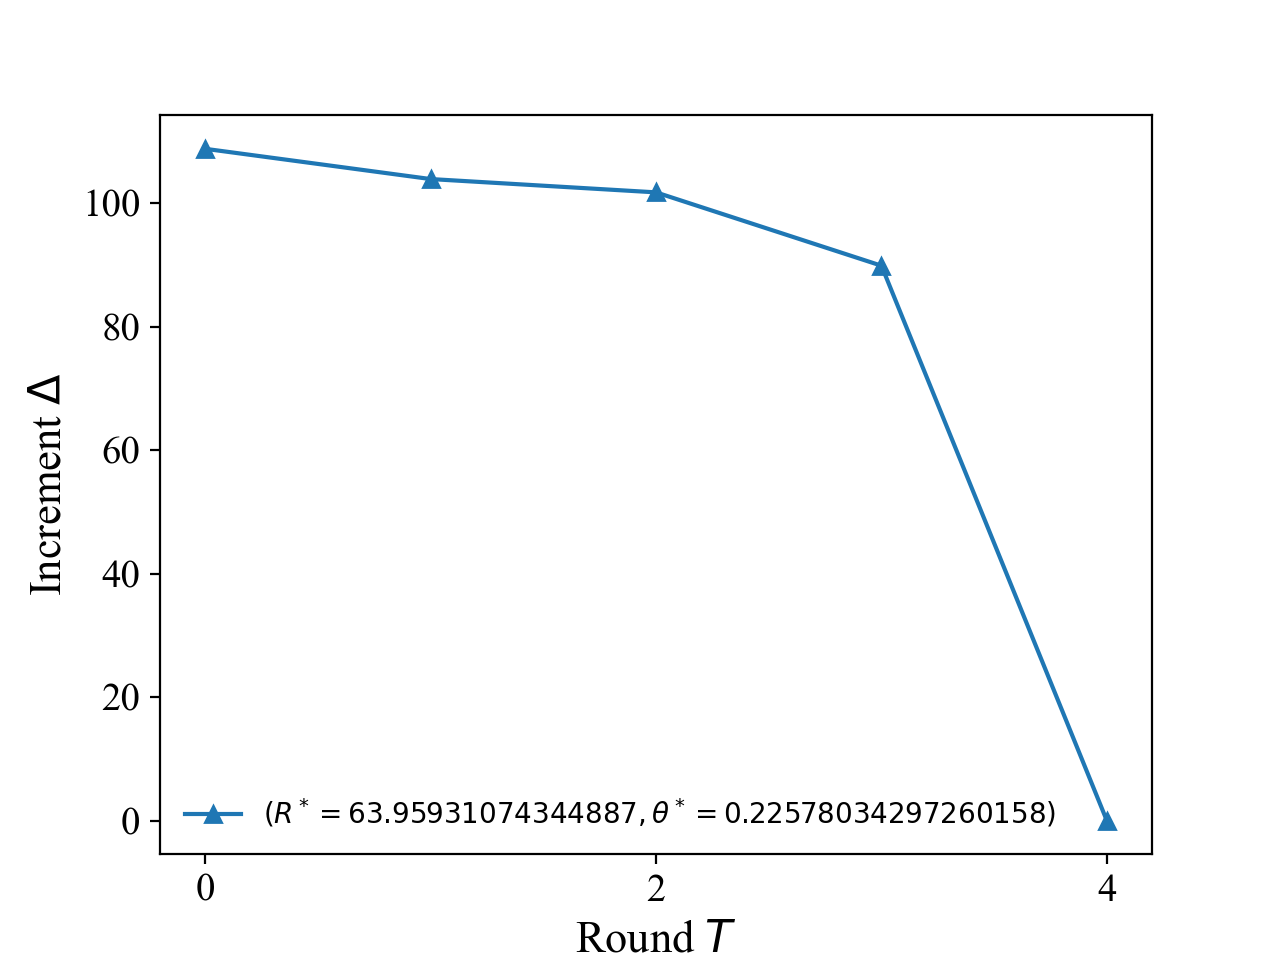 100
80
60
40
20
0
Increment Δ
(R* = 63.95931074344887, θ* = 0.22578034297260158)
0 2 4
Round T